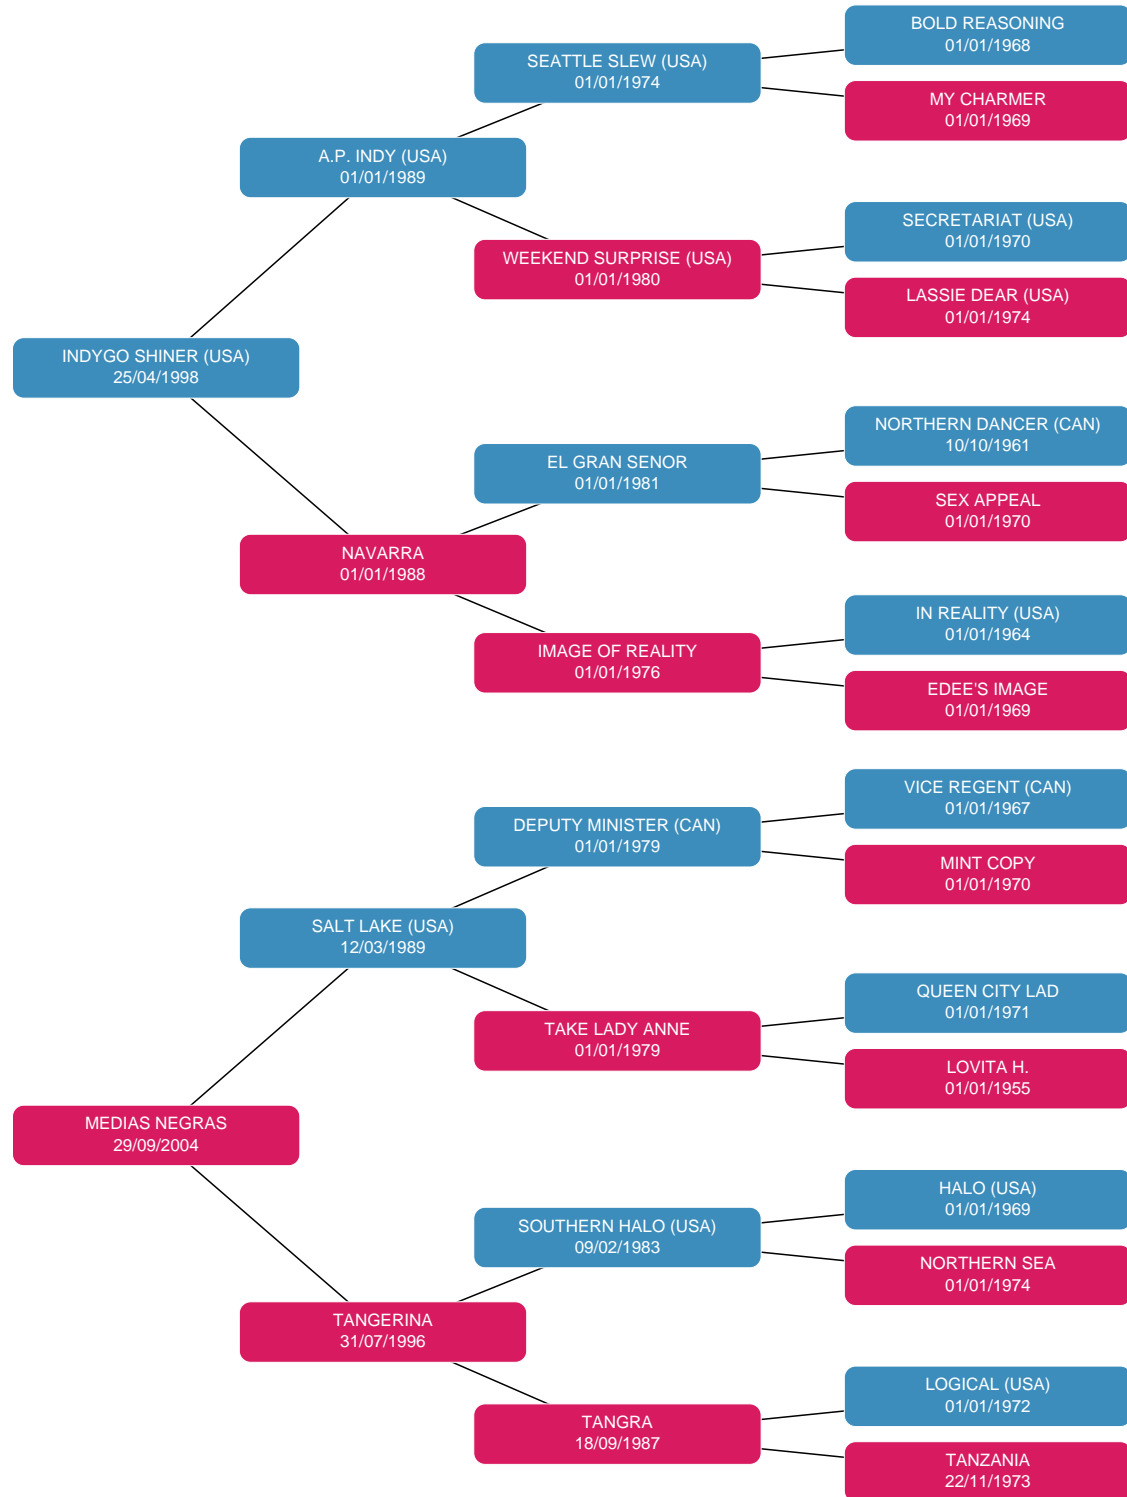 BOLD REASONING
01/01/1968
SEATTLE SLEW (USA)
01/01/1974
MY CHARMER
01/01/1969
A.P. INDY (USA)
01/01/1989
SECRETARIAT (USA)
01/01/1970
WEEKEND SURPRISE (USA)
01/01/1980
LASSIE DEAR (USA)
01/01/1974
INDYGO SHINER (USA)
25/04/1998
NORTHERN DANCER (CAN)
10/10/1961
EL GRAN SENOR
01/01/1981
SEX APPEAL
01/01/1970
NAVARRA
01/01/1988
IN REALITY (USA)
01/01/1964
IMAGE OF REALITY
01/01/1976
EDEE'S IMAGE
01/01/1969
VICE REGENT (CAN)
01/01/1967
DEPUTY MINISTER (CAN)
01/01/1979
MINT COPY
01/01/1970
SALT LAKE (USA)
12/03/1989
QUEEN CITY LAD
01/01/1971
TAKE LADY ANNE
01/01/1979
LOVITA H.
01/01/1955
MEDIAS NEGRAS
29/09/2004
HALO (USA)
01/01/1969
SOUTHERN HALO (USA)
09/02/1983
NORTHERN SEA
01/01/1974
TANGERINA
31/07/1996
LOGICAL (USA)
01/01/1972
TANGRA
18/09/1987
TANZANIA
22/11/1973